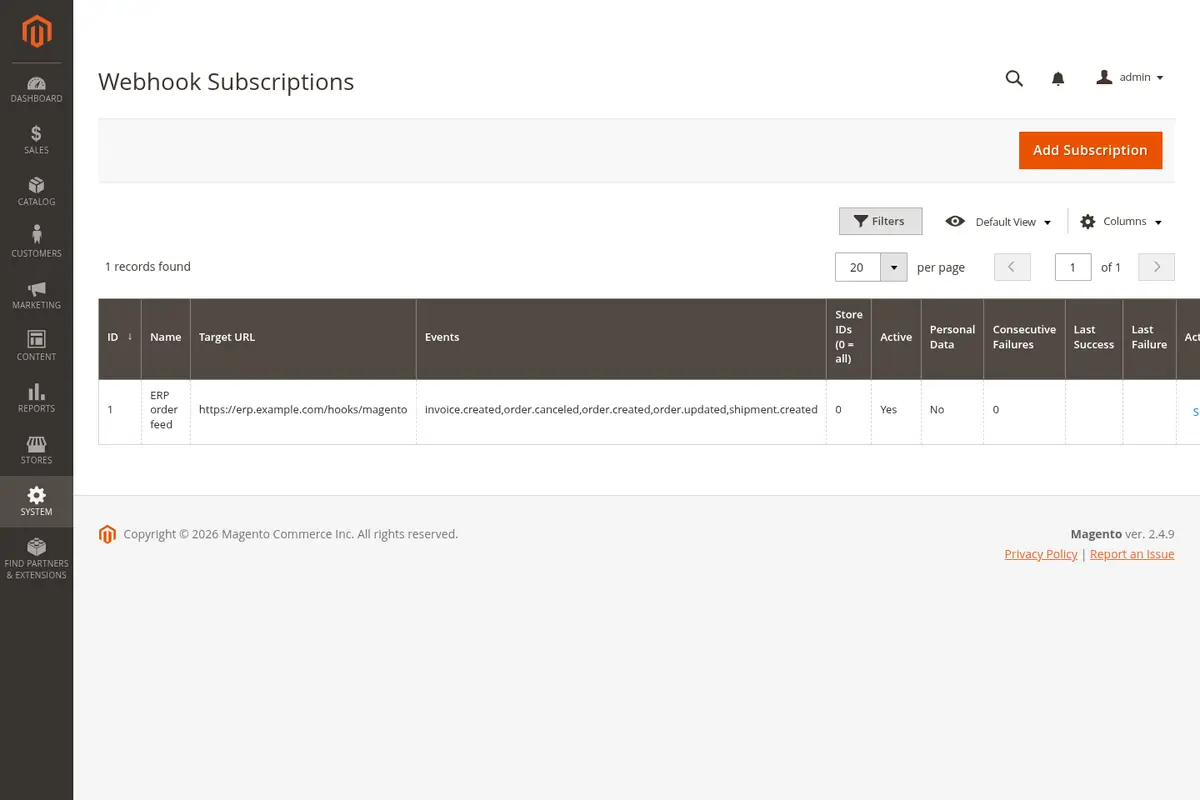 DASHBOARD
SALES
CATALOG
CUSTOMERS
MARKETING
CONTENT
REPORTS
STORES
SYSTEM
FIND PARTNERS
& EXTENSIONS
Webhook Subscriptions
admin
Add Subscription
Filters
Default View
Columns
1 records found
20
per page
1
of 1
ID ↓
Name
Target URL
Events
Store
IDs
(0 =
all)
Active
Personal
Data
Consecutive
Failures
Last
Success
Last
Failure
Act
1
ERP
order
feed
https://erp.example.com/hooks/magento
invoice.created,order.canceled,order.created,order.updated,shipment.created
0
Yes
No
0
S
Copyright © 2026 Magento Commerce Inc. All rights reserved.
Magento ver. 2.4.9
Privacy Policy | Report an Issue